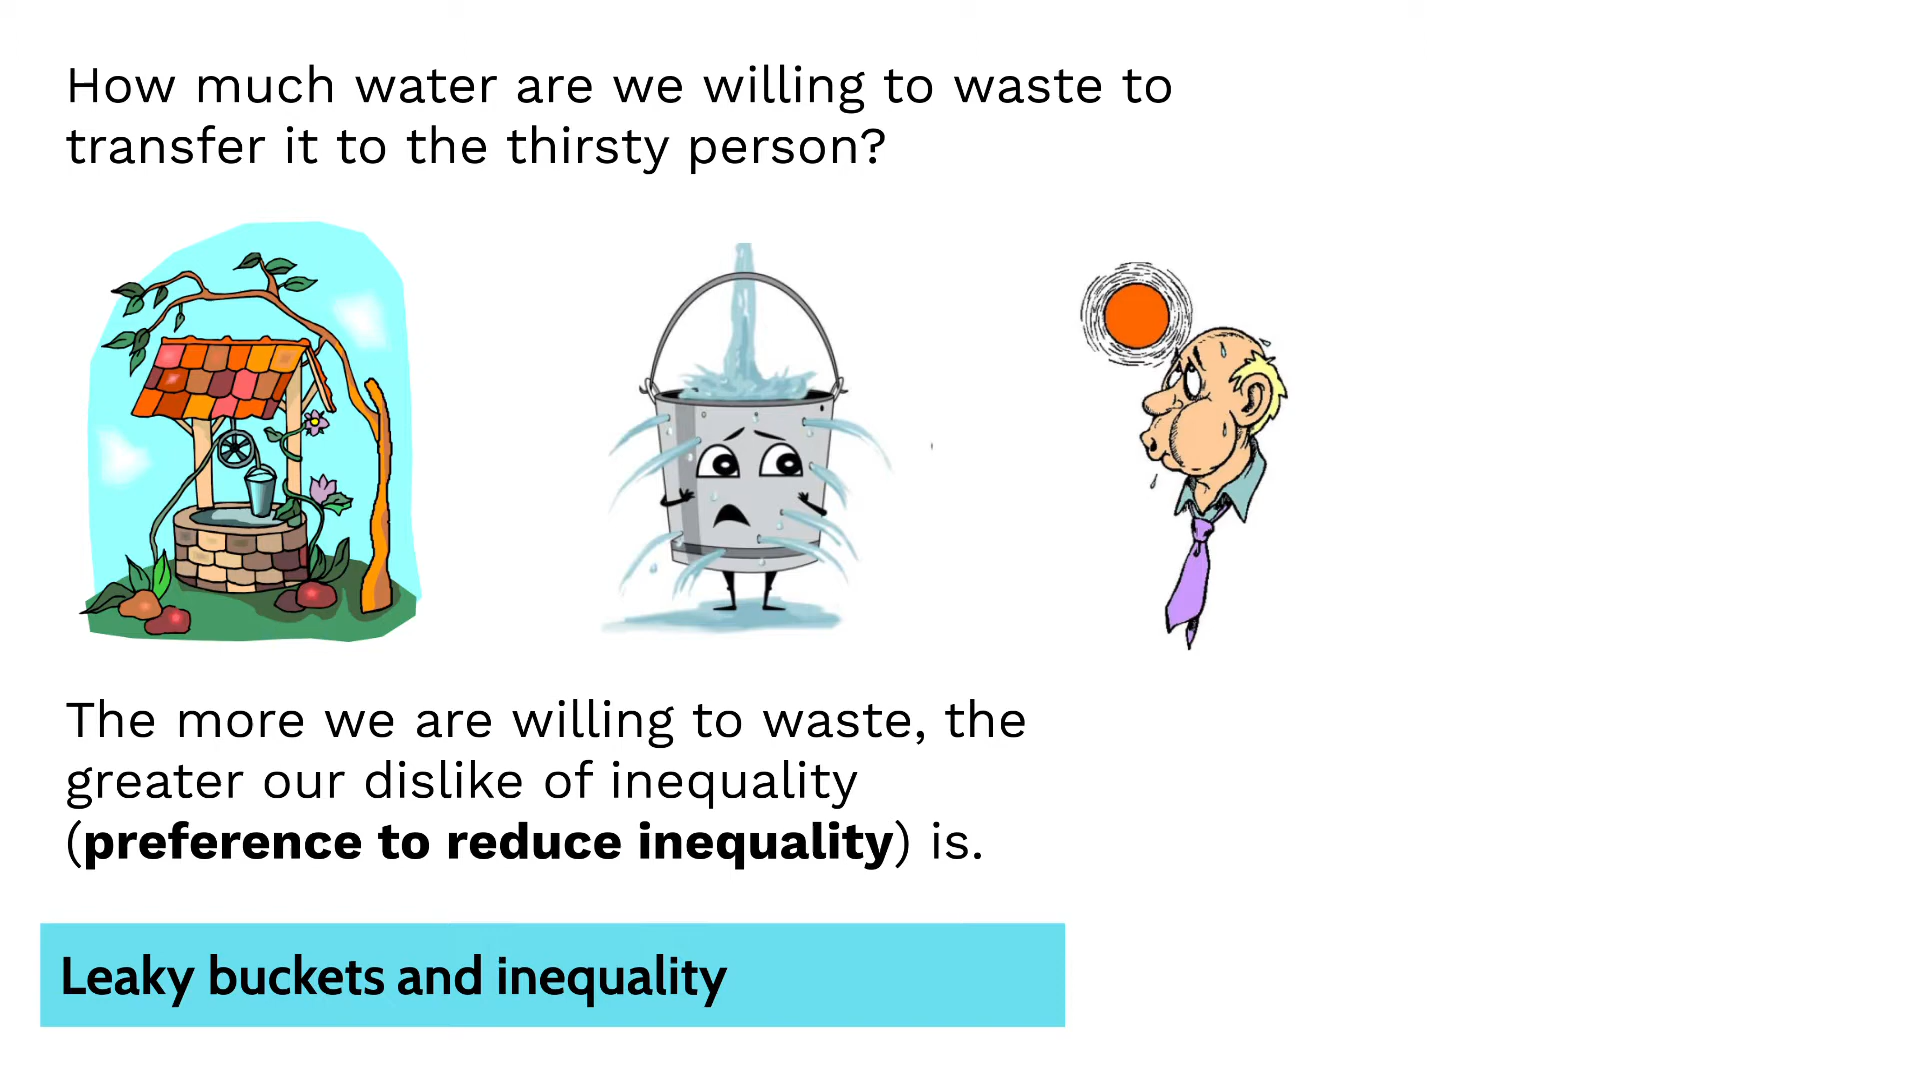 How much water are we willing to waste to
transfer it to the thirsty person?
The more we are willing to waste, the
greater our dislike of inequality
(preference to reduce inequality) is.
Leaky buckets and inequality